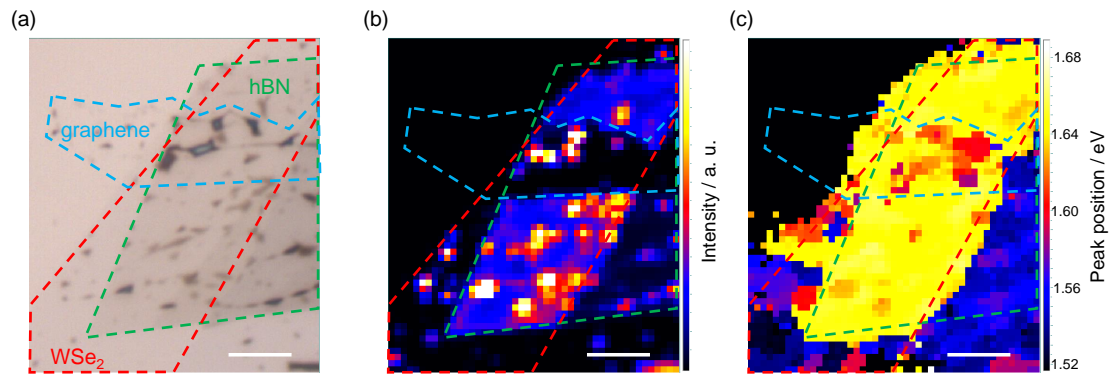 (a)
(b)
(c)
hBN
graphene
WSe₂
Intensity / a. u.
1.68
1.64
1.60
1.56
1.52
Peak position / eV